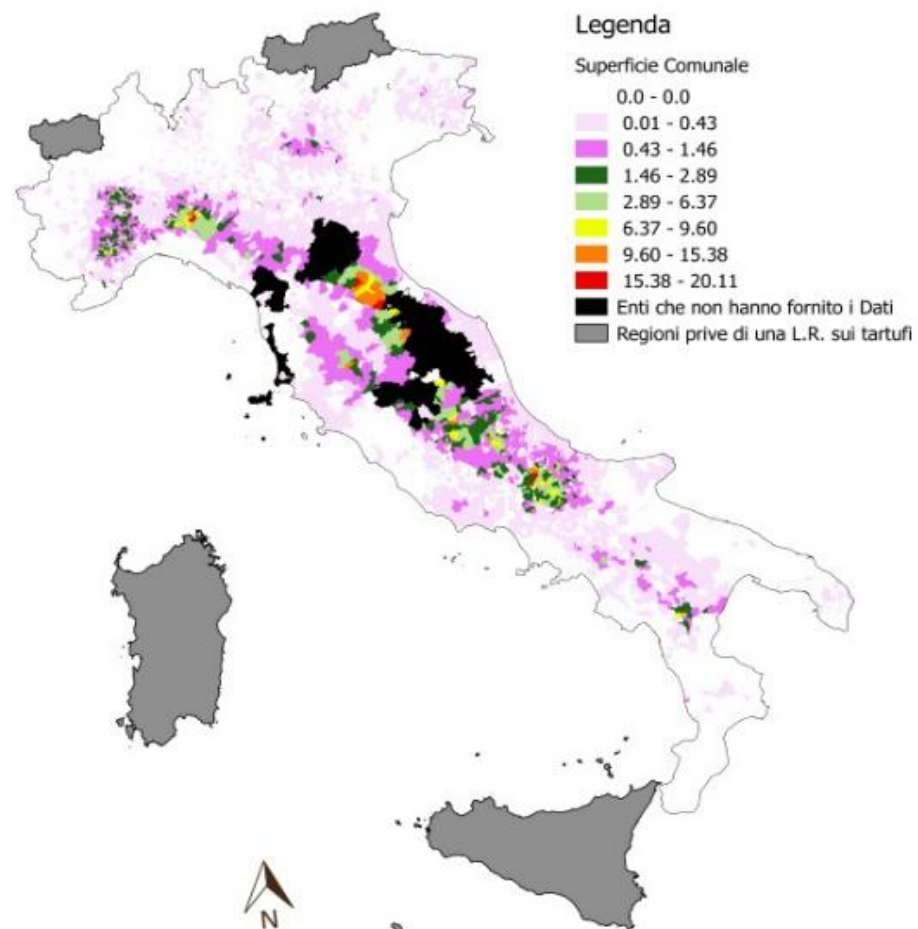 Legenda
Superficie Comunale
0.0 - 0.0
0.01 - 0.43
0.43 - 1.46
1.46 - 2.89
2.89 - 6.37
6.37 - 9.60
9.60 - 15.38
15.38 - 20.11
Enti che non hanno fornito i Dati
Regioni prive di una L.R. sui tartufi
N